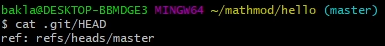 bakla@DESKTOP-BBMDGE3 MINGW64 ~/mathmod/hello (master)
$ cat .git/HEAD
ref: refs/heads/master